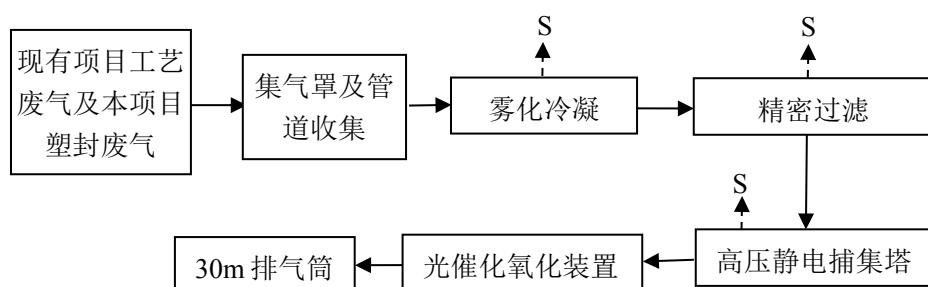 现有项目工艺
废气及本项目
塑封废气
集气罩及管
道收集
S
雾化冷凝
S
精密过滤
S
高压静电捕集塔
光催化氧化装置
30m 排气筒